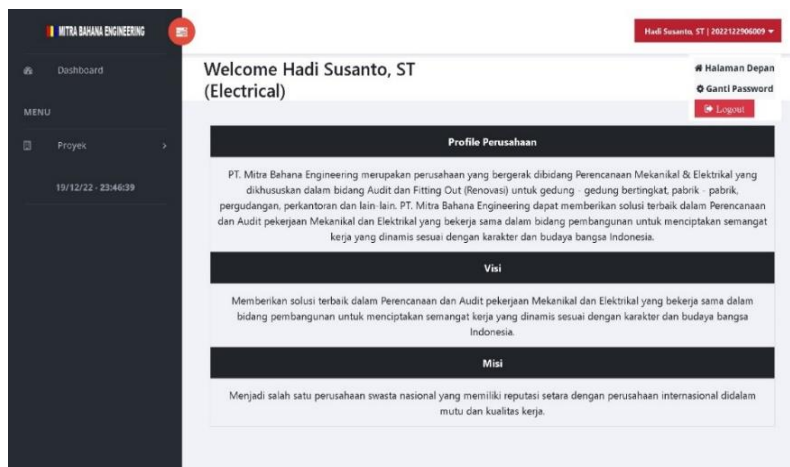 MITRA BAHANA ENGINEERING
Hadi Susanto, ST | 2022122906009
Dashboard
MENU
Proyek
19/12/22 - 23:46:39
Welcome Hadi Susanto, ST
(Electrical)
Halaman Depan
Ganti Password
Logout
Profile Perusahaan
PT. Mitra Bahana Engineering merupakan perusahaan yang bergerak dibidang Perencanaan Mekanikal & Elektrikal yang
dikhususkan dalam bidang Audit dan Fitting Out (Renovasi) untuk gedung - gedung bertingkat, pabrik - pabrik,
pergudangan, perkantoran dan lain-lain. PT. Mitra Bahana Engineering dapat memberikan solusi terbaik dalam Perencanaan
dan Audit pekerjaan Mekanikal dan Elektrikal yang bekerja sama dalam bidang pembangunan untuk menciptakan semangat
kerja yang dinamis sesuai dengan karakter dan budaya bangsa Indonesia.
Visi
Memberikan solusi terbaik dalam Perencanaan dan Audit pekerjaan Mekanikal dan Elektrikal yang bekerja sama dalam
bidang pembangunan untuk menciptakan semangat kerja yang dinamis sesuai dengan karakter dan budaya bangsa
Indonesia.
Misi
Menjadi salah satu perusahaan swasta nasional yang memiliki reputasi setara dengan perusahaan internasional didalam
mutu dan kualitas kerja.